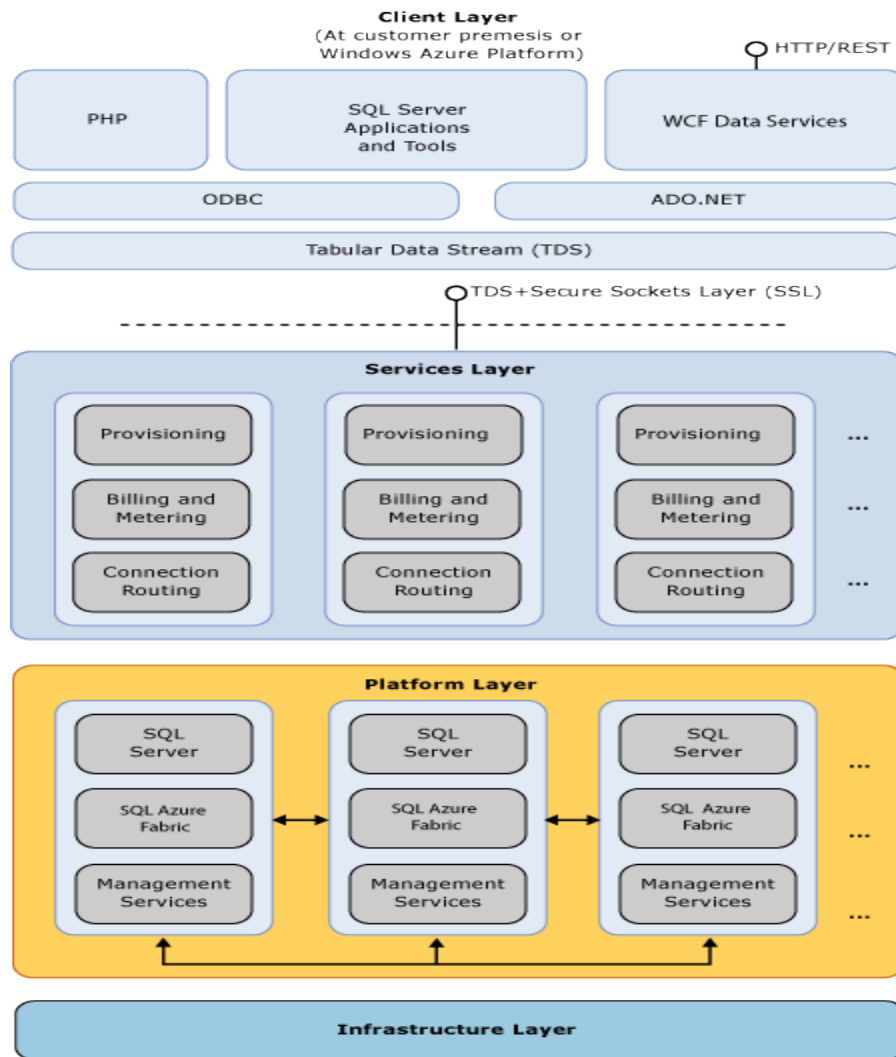 Client Layer
(At customer premesis or
Windows Azure Platform)
HTTP/REST
PHP
SQL Server
Applications
and Tools
WCF Data Services
ODBC
ADO.NET
Tabular Data Stream (TDS)
TDS+Secure Sockets Layer (SSL)
Services Layer
Provisioning
Provisioning
Provisioning
...
Billing and
Metering
Billing and
Metering
Billing and
Metering
...
Connection
Routing
Connection
Routing
Connection
Routing
...
Platform Layer
SQL
Server
SQL
Server
SQL
Server
...
SQL Azure
Fabric
SQL Azure
Fabric
SQL Azure
Fabric
...
Management
Services
Management
Services
Management
Services
...
Infrastructure Layer